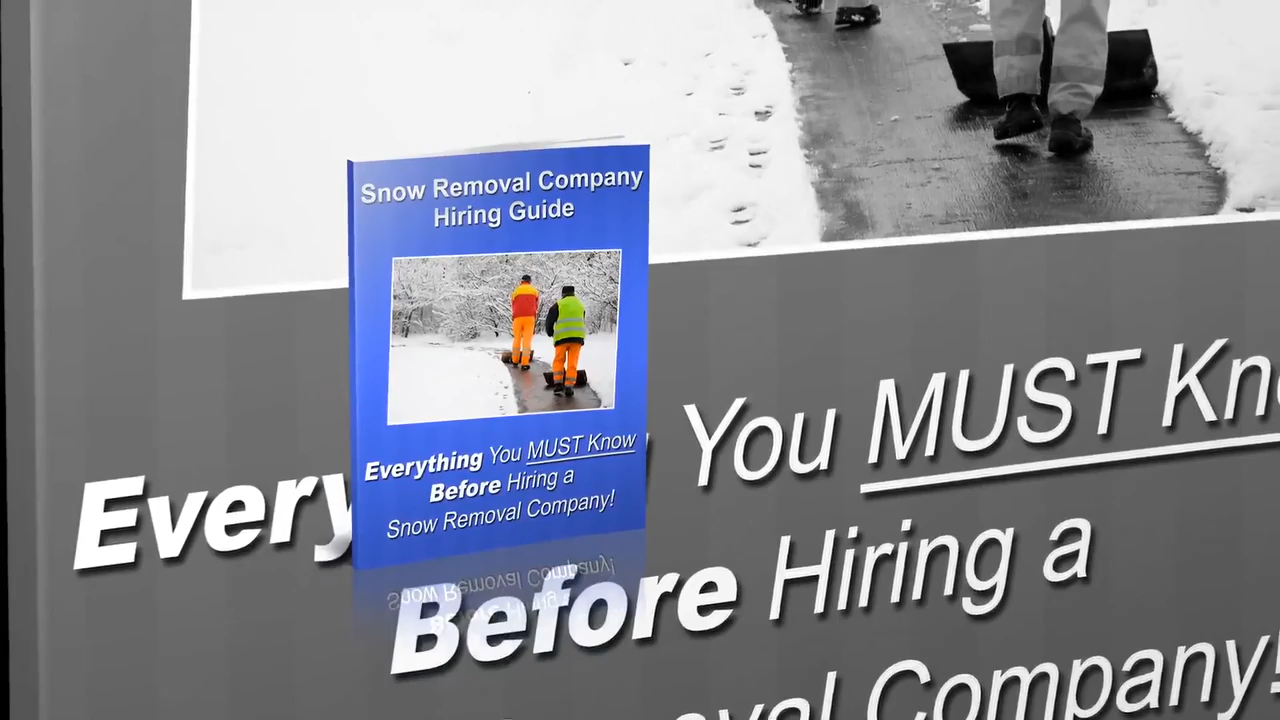 Snow Removal Company
Hiring Guide
Everything You MUST Know
Before Hiring a
Snow Removal Company!
Every You MUST Kn
Before Hiring a
Company!